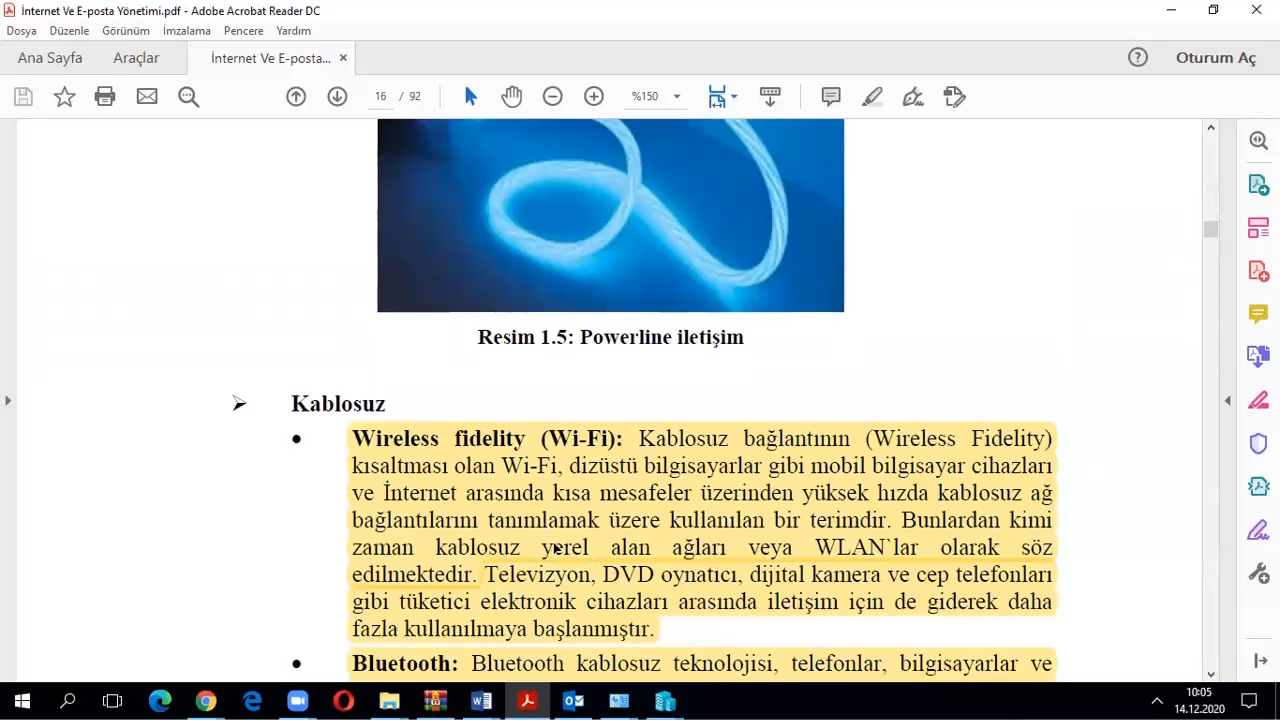 İnternet Ve E-posta Yönetimi.pdf - Adobe Acrobat Reader DC
Dosya Düzenle Görünüm İmzalama Pencere Yardım
Ana Sayfa Araçlar İnternet Ve E-posta... × ? Oturum Aç
16 / 92 %150
Resim 1.5: Powerline iletişim
➢ Kablosuz
• Wireless fidelity (Wi-Fi): Kablosuz bağlantının (Wireless Fidelity)
kısaltması olan Wi-Fi, dizüstü bilgisayarlar gibi mobil bilgisayar cihazları
ve İnternet arasında kısa mesafeler üzerinden yüksek hızda kablosuz ağ
bağlantılarını tanımlamak üzere kullanılan bir terimdir. Bunlardan kimi
zaman kablosuz yerel alan ağları veya WLAN`lar olarak söz
edilmektedir. Televizyon, DVD oynatıcı, dijital kamera ve cep telefonları
gibi tüketici elektronik cihazları arasında iletişim için de giderek daha
fazla kullanılmaya başlanmıştır.
• Bluetooth: Bluetooth kablosuz teknolojisi, telefonlar, bilgisayarlar ve
10:05
14.12.2020